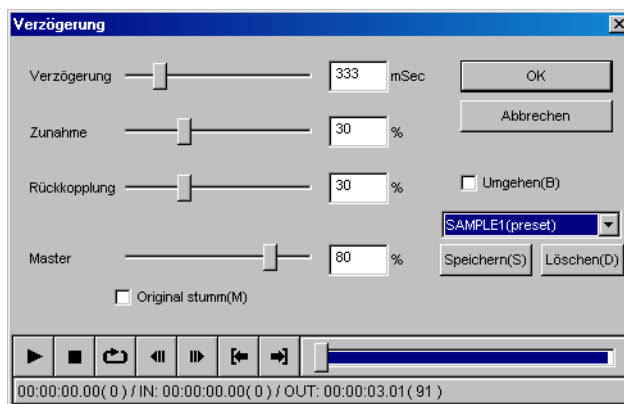 Verzögerung
Verzögerung 333 mSec
OK
Abbrechen
Zunahme 30 %
Rückkopplung 30 %
Umgehen(B)
SAMPLE1(preset)
Master 80 %
Speichern(S) Löschen(D)
Original stumm(M)
00:00:00.00( 0 ) / IN: 00:00:00.00( 0 ) / OUT: 00:00:03.01( 91 )